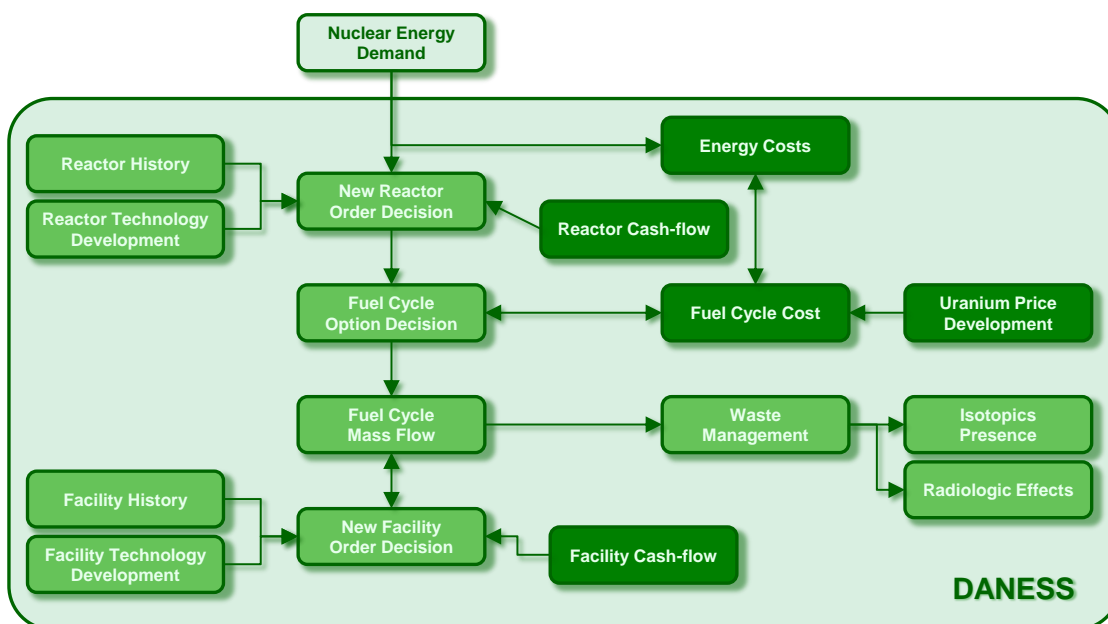 Nuclear Energy
Demand
Reactor History
Energy Costs
New Reactor
Order Decision
Reactor Technology
Development
Reactor Cash-flow
Fuel Cycle
Option Decision
Fuel Cycle Cost
Uranium Price
Development
Fuel Cycle
Mass Flow
Waste
Management
Isotopics
Presence
Radiologic Effects
Facility History
New Facility
Order Decision
Facility Technology
Development
Facility Cash-flow
DANESS